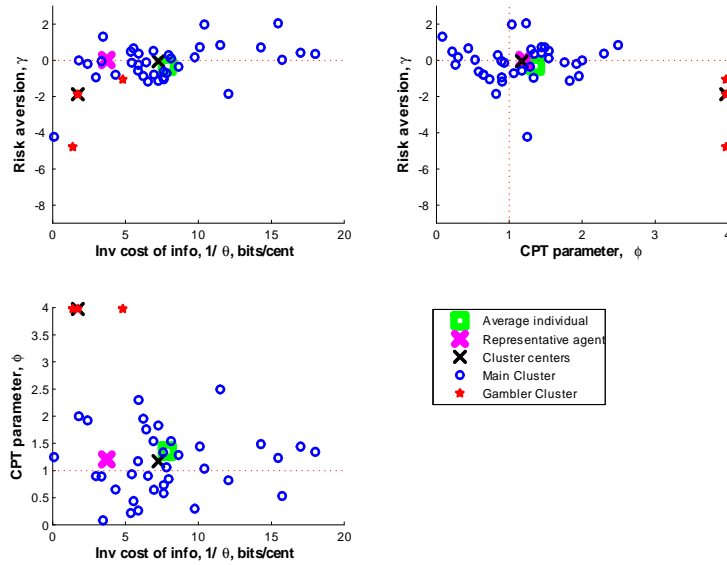 2
0
-2
-4
-6
-8
0 5 10 15 20
Risk aversion, γ
Inv cost of info, 1/ θ, bits/cent
2
0
-2
-4
-6
-8
0 1 2 3 4
Risk aversion, γ
CPT parameter, ϕ
4
3.5
3
2.5
2
1.5
1
0.5
0
0 5 10 15 20
CPT parameter, ϕ
Inv cost of info, 1/ θ, bits/cent
Average individual
Representative agent
Cluster centers
Main Cluster
Gambler Cluster